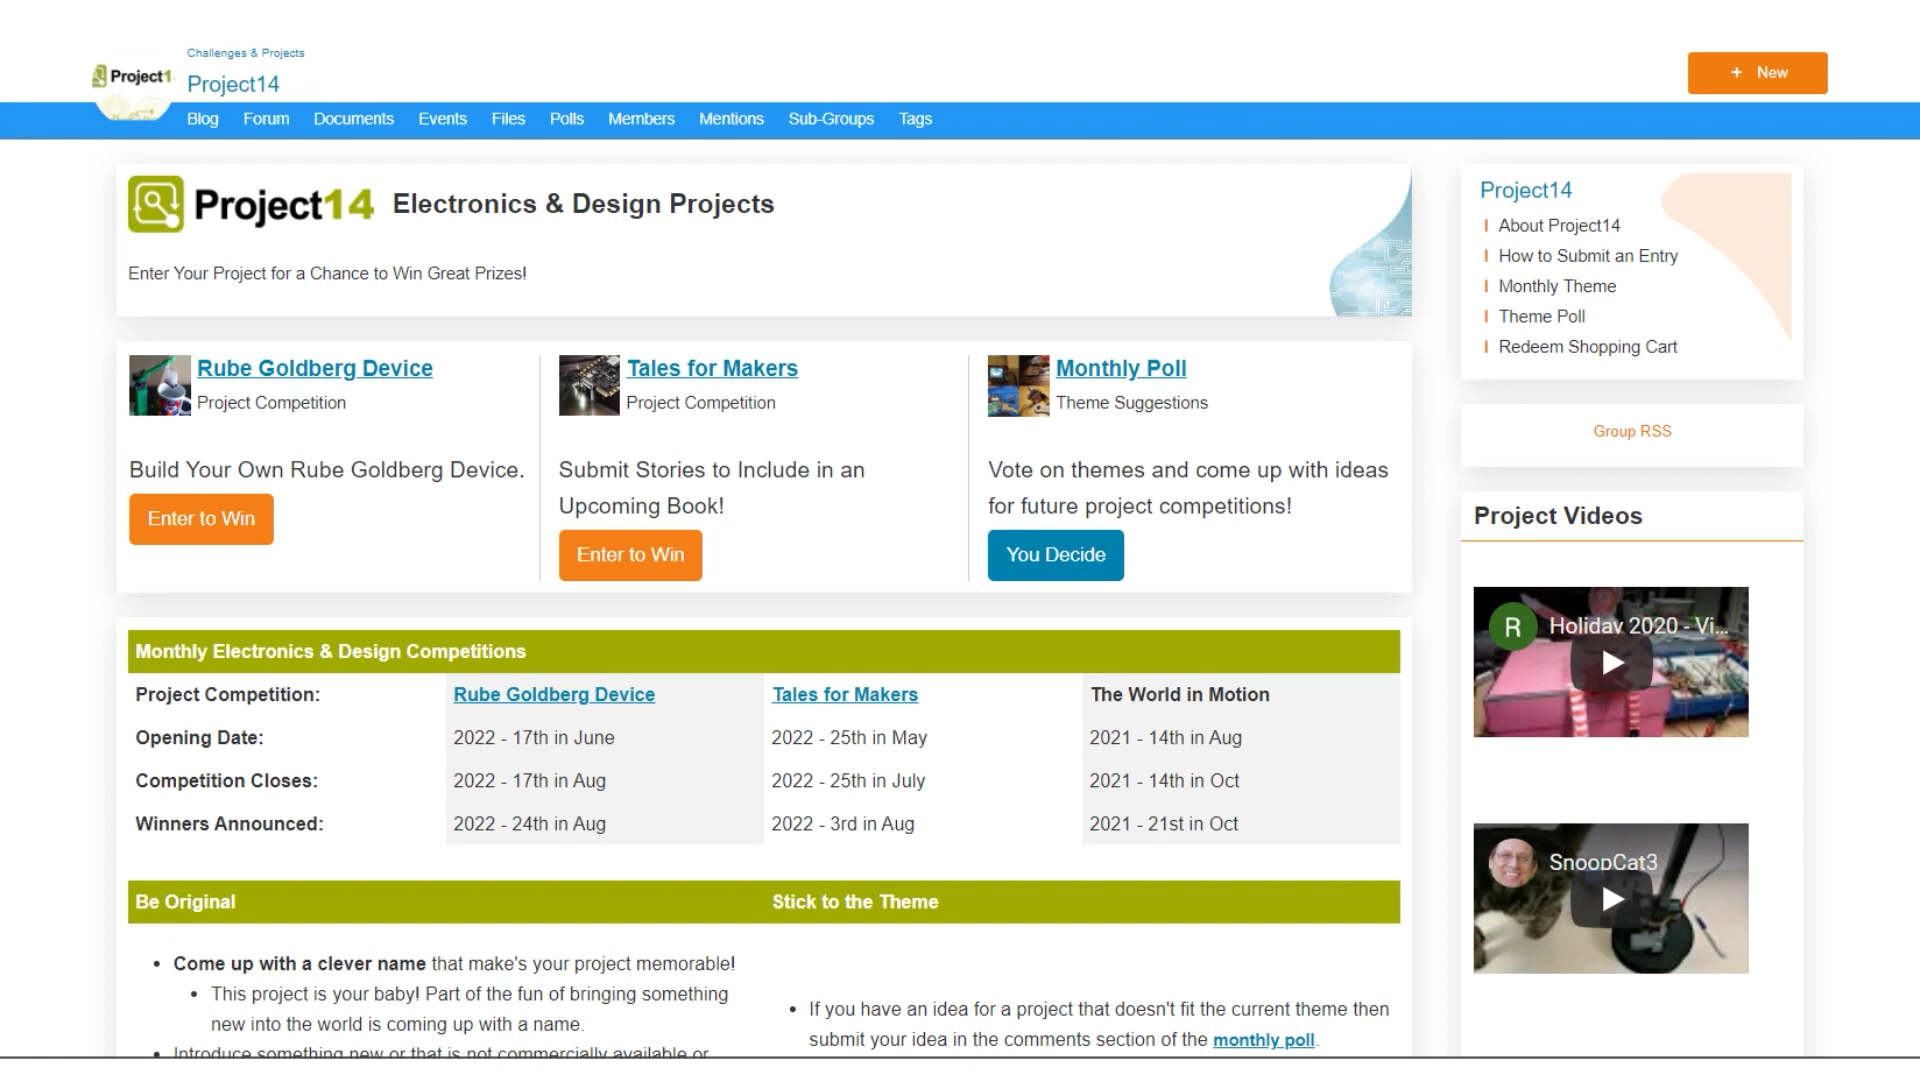 Challenges & Projects
Project1
Project14
+ New
Blog Forum Documents Events Files Polls Members Mentions Sub-Groups Tags
Project14 Electronics & Design Projects
Enter Your Project for a Chance to Win Great Prizes!
Rube Goldberg Device
Project Competition
Build Your Own Rube Goldberg Device.
Enter to Win
Tales for Makers
Project Competition
Submit Stories to Include in an
Upcoming Book!
Enter to Win
Monthly Poll
Theme Suggestions
Vote on themes and come up with ideas
for future project competitions!
You Decide
Monthly Electronics & Design Competitions
Project Competition: Rube Goldberg Device Tales for Makers The World in Motion
Opening Date: 2022 - 17th in June 2022 - 25th in May 2021 - 14th in Aug
Competition Closes: 2022 - 17th in Aug 2022 - 25th in July 2021 - 14th in Oct
Winners Announced: 2022 - 24th in Aug 2022 - 3rd in Aug 2021 - 21st in Oct
Be Original
• Come up with a clever name that make's your project memorable!
• This project is your baby! Part of the fun of bringing something
new into the world is coming up with a name.
• Introduce something new or that is not commercially available or
Stick to the Theme
• If you have an idea for a project that doesn't fit the current theme then
submit your idea in the comments section of the monthly poll.
Project14
About Project14
How to Submit an Entry
Monthly Theme
Theme Poll
Redeem Shopping Cart
Group RSS
Project Videos
R Holiday 2020 - Vi...
SnoopCat3